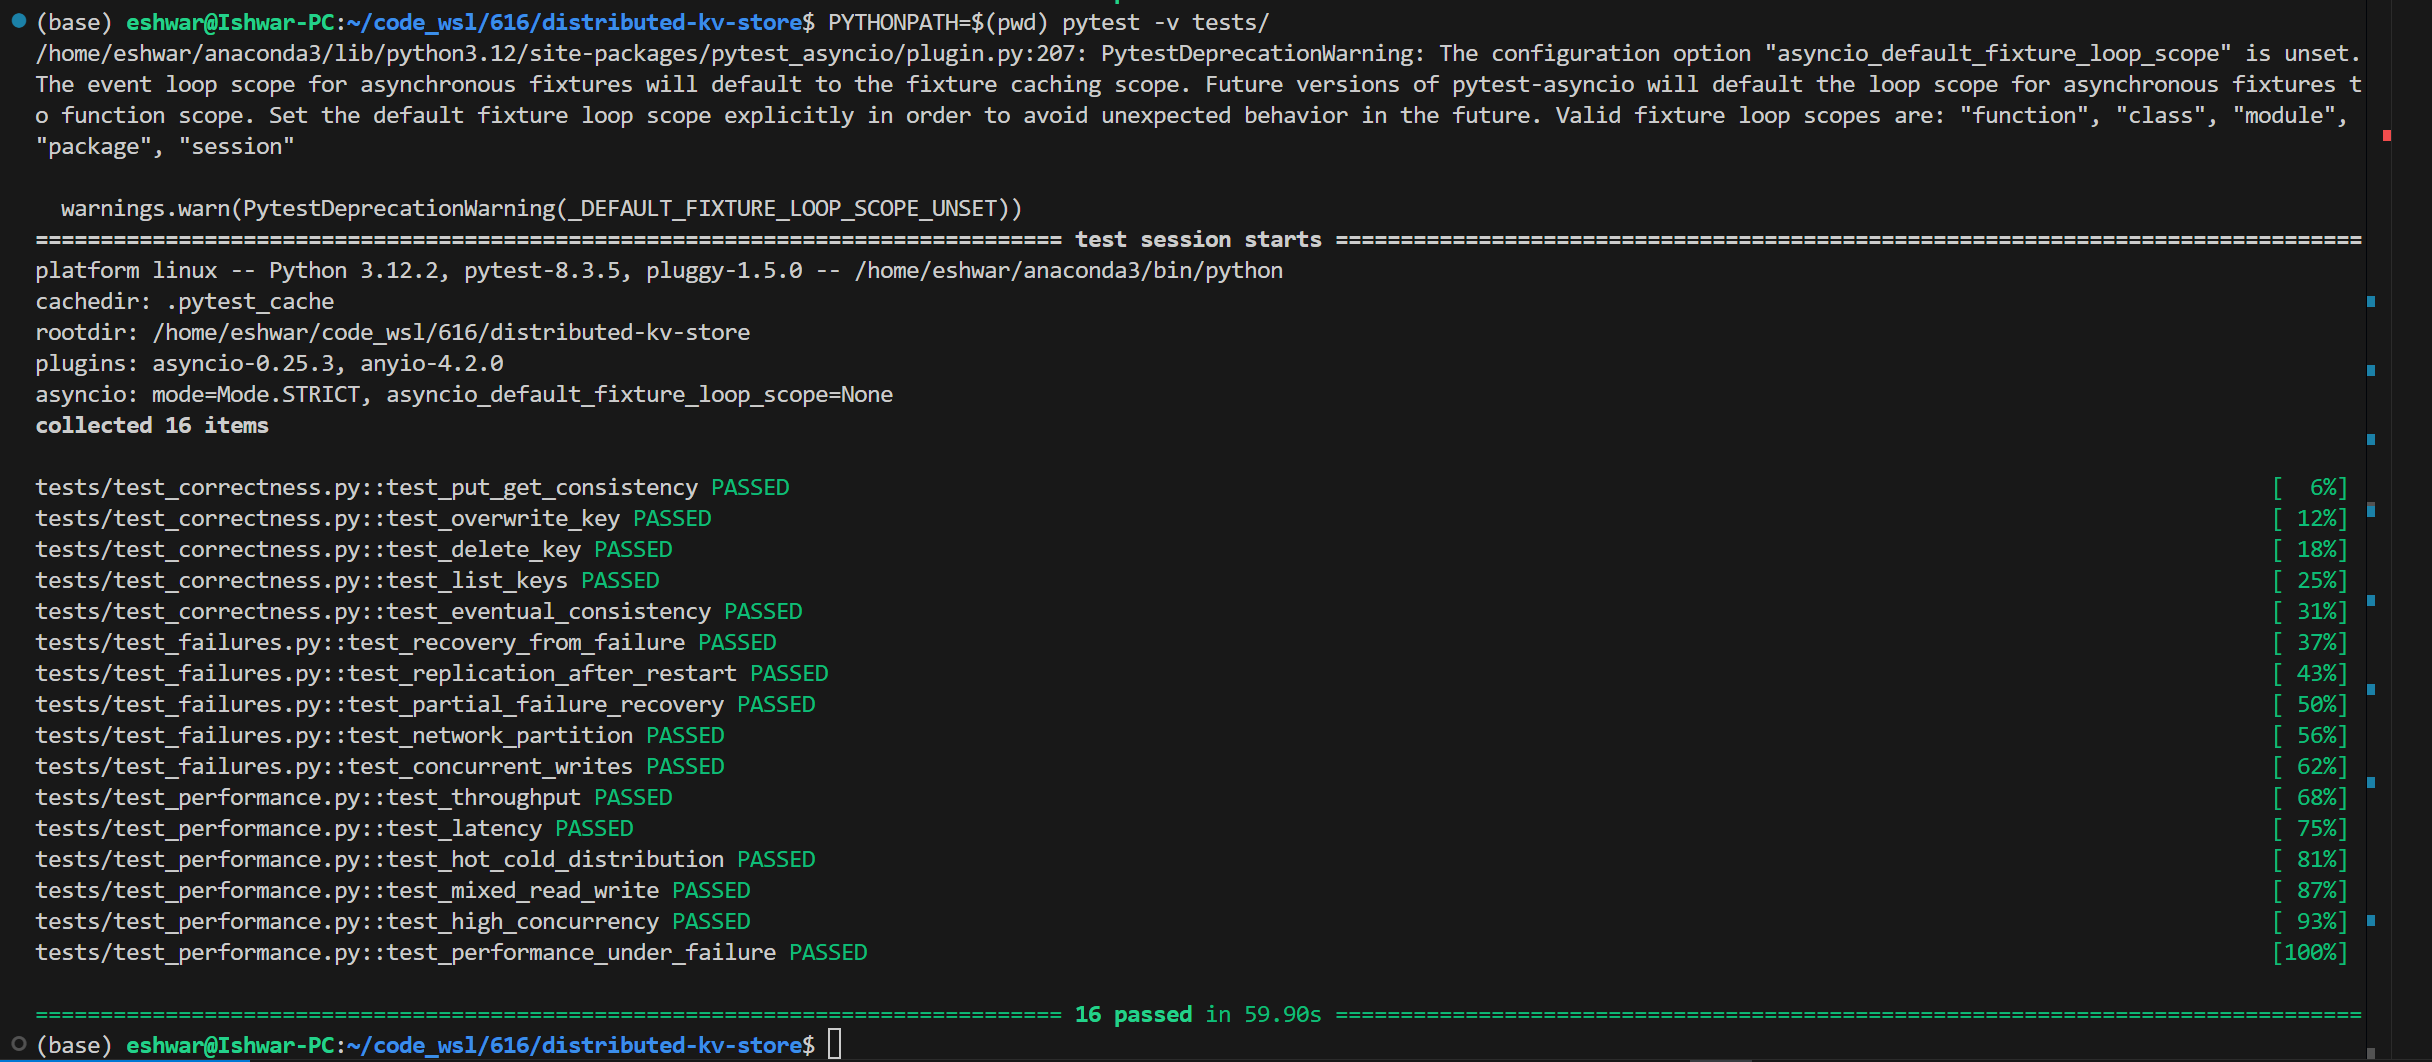 (base) eshwar@Ishwar-PC:~/code_wsl/616/distributed-kv-store$ PYTHONPATH=$(pwd) pytest -v tests/
/home/eshwar/anaconda3/lib/python3.12/site-packages/pytest_asyncio/plugin.py:207: PytestDeprecationWarning: The configuration option "asyncio_default_fixture_loop_scope" is unset.
The event loop scope for asynchronous fixtures will default to the fixture caching scope. Future versions of pytest-asyncio will default the loop scope for asynchronous fixtures t
o function scope. Set the default fixture loop scope explicitly in order to avoid unexpected behavior in the future. Valid fixture loop scopes are: "function", "class", "module",
"package", "session"
  warnings.warn(PytestDeprecationWarning(_DEFAULT_FIXTURE_LOOP_SCOPE_UNSET))
=============================================================================== test session starts ===============================================================================
platform linux -- Python 3.12.2, pytest-8.3.5, pluggy-1.5.0 -- /home/eshwar/anaconda3/bin/python
cachedir: .pytest_cache
rootdir: /home/eshwar/code_wsl/616/distributed-kv-store
plugins: asyncio-0.25.3, anyio-4.2.0
asyncio: mode=Mode.STRICT, asyncio_default_fixture_loop_scope=None
collected 16 items
tests/test_correctness.py::test_put_get_consistency PASSED [  6%]
tests/test_correctness.py::test_overwrite_key PASSED [ 12%]
tests/test_correctness.py::test_delete_key PASSED [ 18%]
tests/test_correctness.py::test_list_keys PASSED [ 25%]
tests/test_correctness.py::test_eventual_consistency PASSED [ 31%]
tests/test_failures.py::test_recovery_from_failure PASSED [ 37%]
tests/test_failures.py::test_replication_after_restart PASSED [ 43%]
tests/test_failures.py::test_partial_failure_recovery PASSED [ 50%]
tests/test_failures.py::test_network_partition PASSED [ 56%]
tests/test_failures.py::test_concurrent_writes PASSED [ 62%]
tests/test_performance.py::test_throughput PASSED [ 68%]
tests/test_performance.py::test_latency PASSED [ 75%]
tests/test_performance.py::test_hot_cold_distribution PASSED [ 81%]
tests/test_performance.py::test_mixed_read_write PASSED [ 87%]
tests/test_performance.py::test_high_concurrency PASSED [ 93%]
tests/test_performance.py::test_performance_under_failure PASSED [100%]
=============================================================================== 16 passed in 59.90s ===============================================================================
(base) eshwar@Ishwar-PC:~/code_wsl/616/distributed-kv-store$